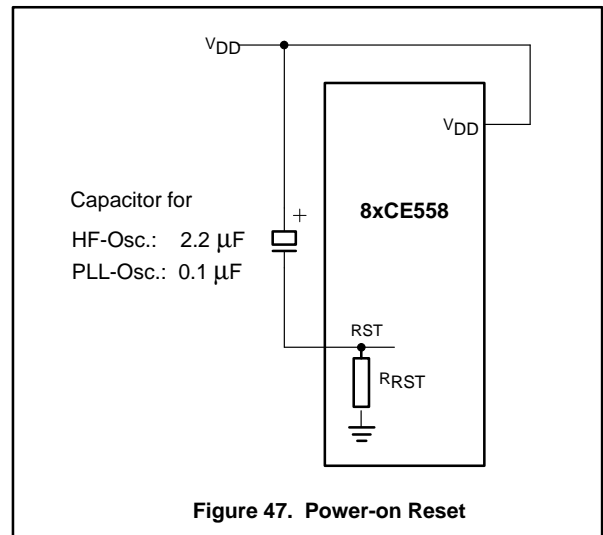 VDD
VDD
8xCE558
Capacitor for
+
HF-Osc.: 2.2 μF
PLL-Osc.: 0.1 μF
RST
RRST
Figure 47. Power-on Reset